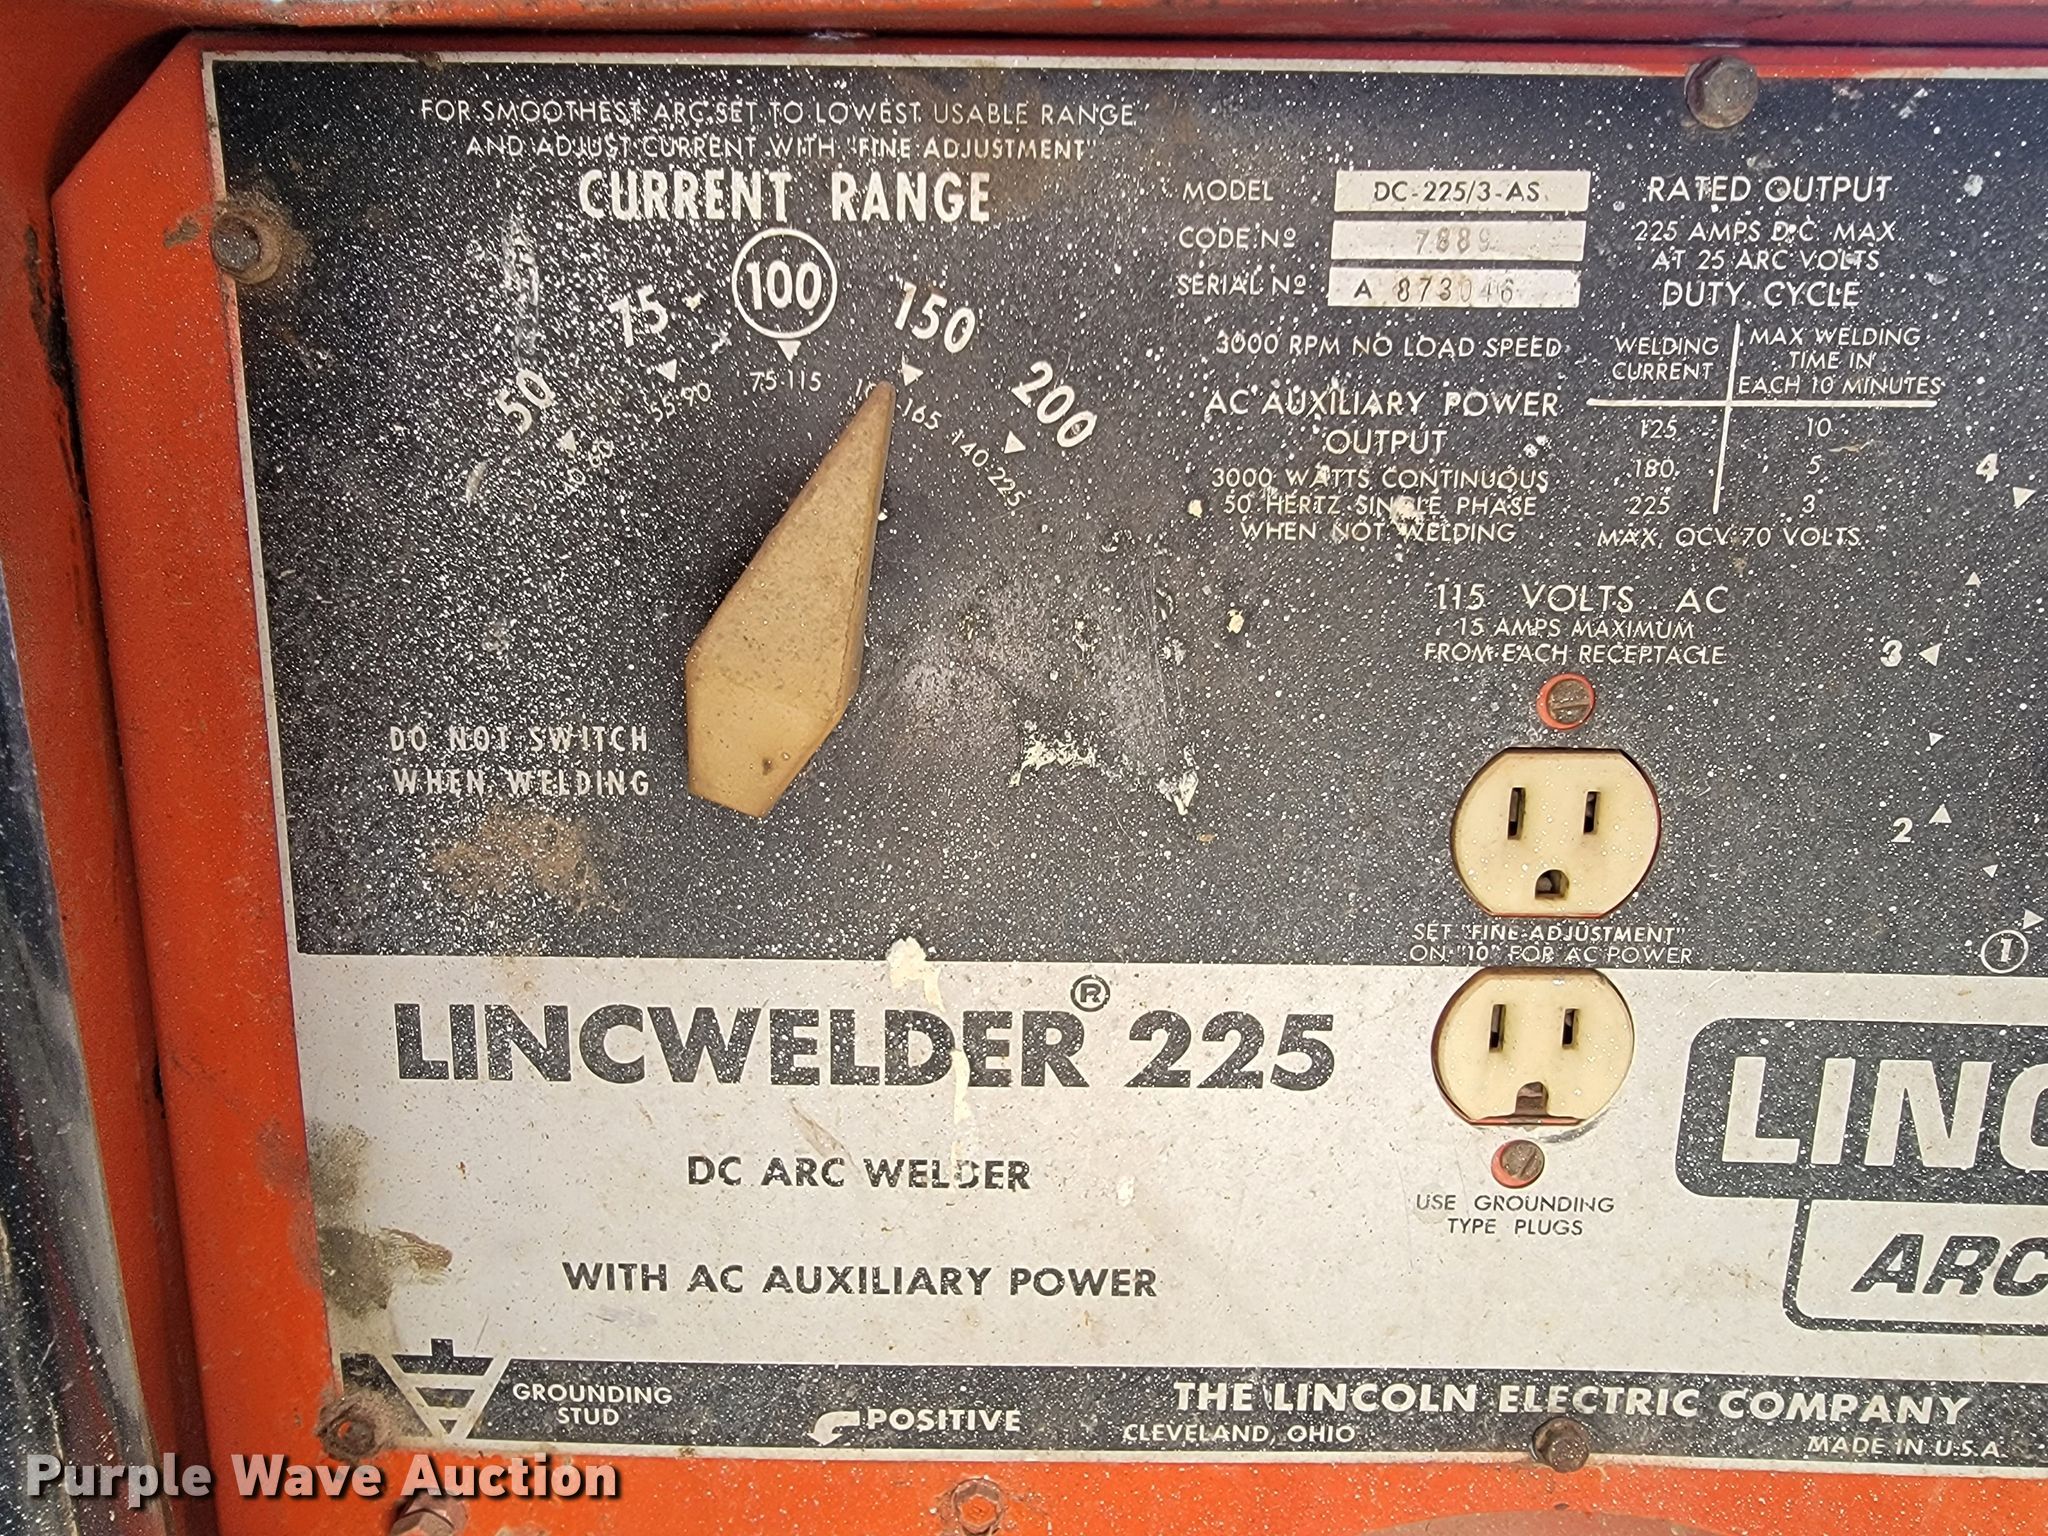 FOR SMOOTHEST ARC SET TO LOWEST USABLE RANGE
AND ADJUST CURRENT WITH "FINE ADJUSTMENT"
CURRENT RANGE
50
75
100
150
200
40-60
55-90
75-115
-165
140-225
DO NOT SWITCH
WHEN WELDING
MODEL DC-225/3-AS
CODE Nº 7889
SERIAL Nº A 873046
3000 RPM NO LOAD SPEED
AC AUXILIARY POWER
OUTPUT
3000 WATTS CONTINUOUS
50 HERTZ SINGLE PHASE
WHEN NOT WELDING
RATED OUTPUT
225 AMPS D.C. MAX
AT 25 ARC VOLTS
DUTY CYCLE
WELDING
CURRENT
MAX WELDING
TIME IN
EACH 10 MINUTES
125 10
180 5
225 3
MAX. OCV 70 VOLTS
115 VOLTS AC
15 AMPS MAXIMUM
FROM EACH RECEPTACLE
4
3
2
1
SET "FINE ADJUSTMENT"
ON "10" FOR AC POWER
USE GROUNDING
TYPE PLUGS
LINCWELDER® 225
DC ARC WELDER
WITH AC AUXILIARY POWER
LINC
ARC
GROUNDING
STUD
POSITIVE
THE LINCOLN ELECTRIC COMPANY
CLEVELAND, OHIO
MADE IN U.S.A.
Purple Wave Auction